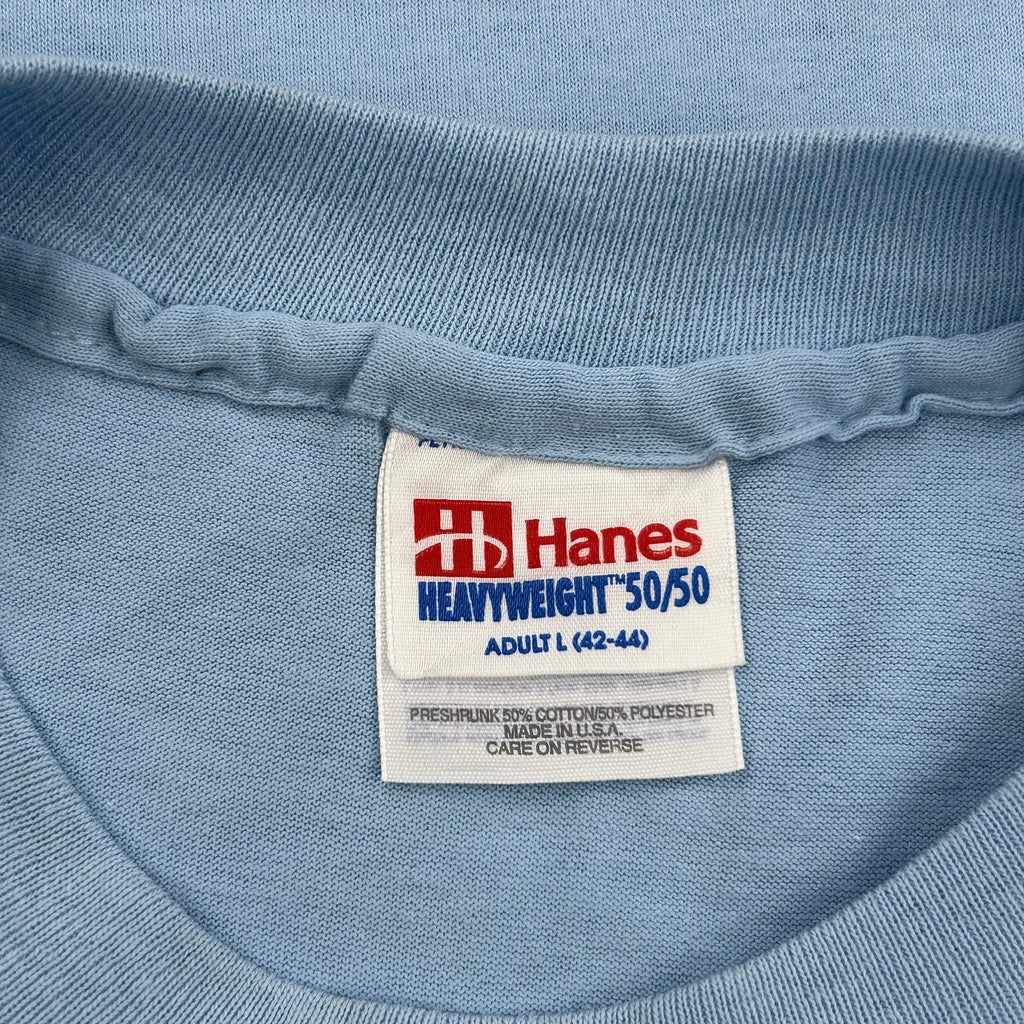 H Hanes
HEAVYWEIGHT™ 50/50
ADULT L (42-44)
PRESHRUNK 50% COTTON/50% POLYESTER
MADE IN U.S.A.
CARE ON REVERSE